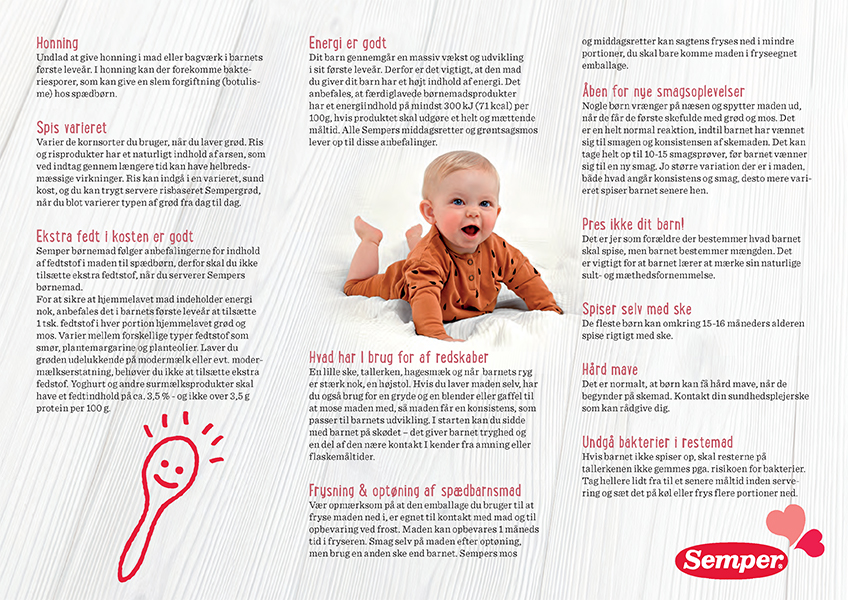 Honning
Undlad at give honning i mad eller bagværk i barnets
første leveår. I honning kan der forekomme bakte-
riesporer, som kan give en slem forgiftning (botulis-
me) hos spædbørn.
Spis varieret
Varier de kornsorter du bruger, når du laver grød. Ris
og risprodukter har et naturligt indhold af arsen, som
ved indtag gennem længere tid kan have helbreds-
mæssige virkninger. Ris kan indgå i en varieret, sund
kost, og du kan trygt servere risbaseret Sempergrød,
når du blot varierer typen af grød fra dag til dag.
Ekstra fedt i kosten er godt
Semper børnemad følger anbefalingerne for indhold
af fedtstof i maden til spædbørn, derfor skal du ikke
tilsætte ekstra fedtstof, når du serverer Sempers
børnemad.
For at sikre at hjemmelavet mad indeholder energi
nok, anbefales det i barnets første leveår at tilsætte
1 tsk. fedtstof i hver portion hjemmelavet grød og
mos. Varier mellem forskellige typer fedtstof som
smør, plantemargarine og planteolier. Laver du
grøden udelukkende på modermælk eller evt. moder-
mælkserstatning, behøver du ikke at tilsætte ekstra
fedstof. Yoghurt og andre surmælksprodukter skal
have et fedtindhold på ca. 3,5 % - og ikke over 3,5 g
protein per 100 g.
Energi er godt
Dit barn gennemgår en massiv vækst og udvikling
i sit første leveår. Derfor er det vigtigt, at den mad
du giver dit barn har et højt indhold af energi. Det
anbefales, at færdiglavede børnemadsprodukter
har et energiindhold på mindst 300 kJ (71 kcal) per
100g, hvis produktet skal udgøre et helt og mættende
måltid. Alle Sempers middagsretter og grøntsagsmos
lever op til disse anbefalinger.
Hvad har I brug for af redskaber
En lille ske, tallerken, hagesmæk og når barnets ryg
er stærk nok, en højstol. Hvis du laver maden selv, har
du også brug for en gryde og en blender eller gaffel til
at mose maden med, så maden får en konsistens, som
passer til barnets udvikling. I starten kan du sidde
med barnet på skødet – det giver barnet tryghed og
en del af den nære kontakt I kender fra amning eller
flaskemåltider.
Frysning & optøning af spædbarnsmad
Vær opmærksom på at den emballage du bruger til at
fryse maden ned i, er egnet til kontakt med mad og til
opbevaring ved frost. Maden kan opbevares 1 måneds
tid i fryseren. Smag selv på maden efter optøning,
men brug en anden ske end barnet. Sempers mos
og middagsretter kan sagtens fryses ned i mindre
portioner, du skal bare komme maden i fryseegnet
emballage.
Åben for nye smagsoplevelser
Nogle børn vrænger på næsen og spytter maden ud,
når de får de første skefulde med grød og mos. Det
er en helt normal reaktion, indtil barnet har vænnet
sig til smagen og konsistensen af skemaden. Det kan
tage helt op til 10-15 smagsprøver, før barnet vænner
sig til en ny smag. Jo større variation der er i maden,
både hvad angår konsistens og smag, desto mere vari-
eret spiser barnet senere hen.
Pres ikke dit barn!
Det er jer som forældre der bestemmer hvad barnet
skal spise, men barnet bestemmer mængden. Det
er vigtigt for at barnet lærer at mærke sin naturlige
sult- og mæthedsfornemmelse.
Spiser selv med ske
De fleste børn kan omkring 15-16 måneders alderen
spise rigtigt med ske.
Hård mave
Det er normalt, at børn kan få hård mave, når de
begynder på skemad. Kontakt din sundhedsplejerske
som kan rådgive dig.
Undgå bakterier i restemad
Hvis barnet ikke spiser op, skal resterne på
tallerkenen ikke gemmes pga. risikoen for bakterier.
Tag hellere lidt fra til et senere måltid inden serve-
ring og sæt det på køl eller frys flere portioner ned.
Semper®